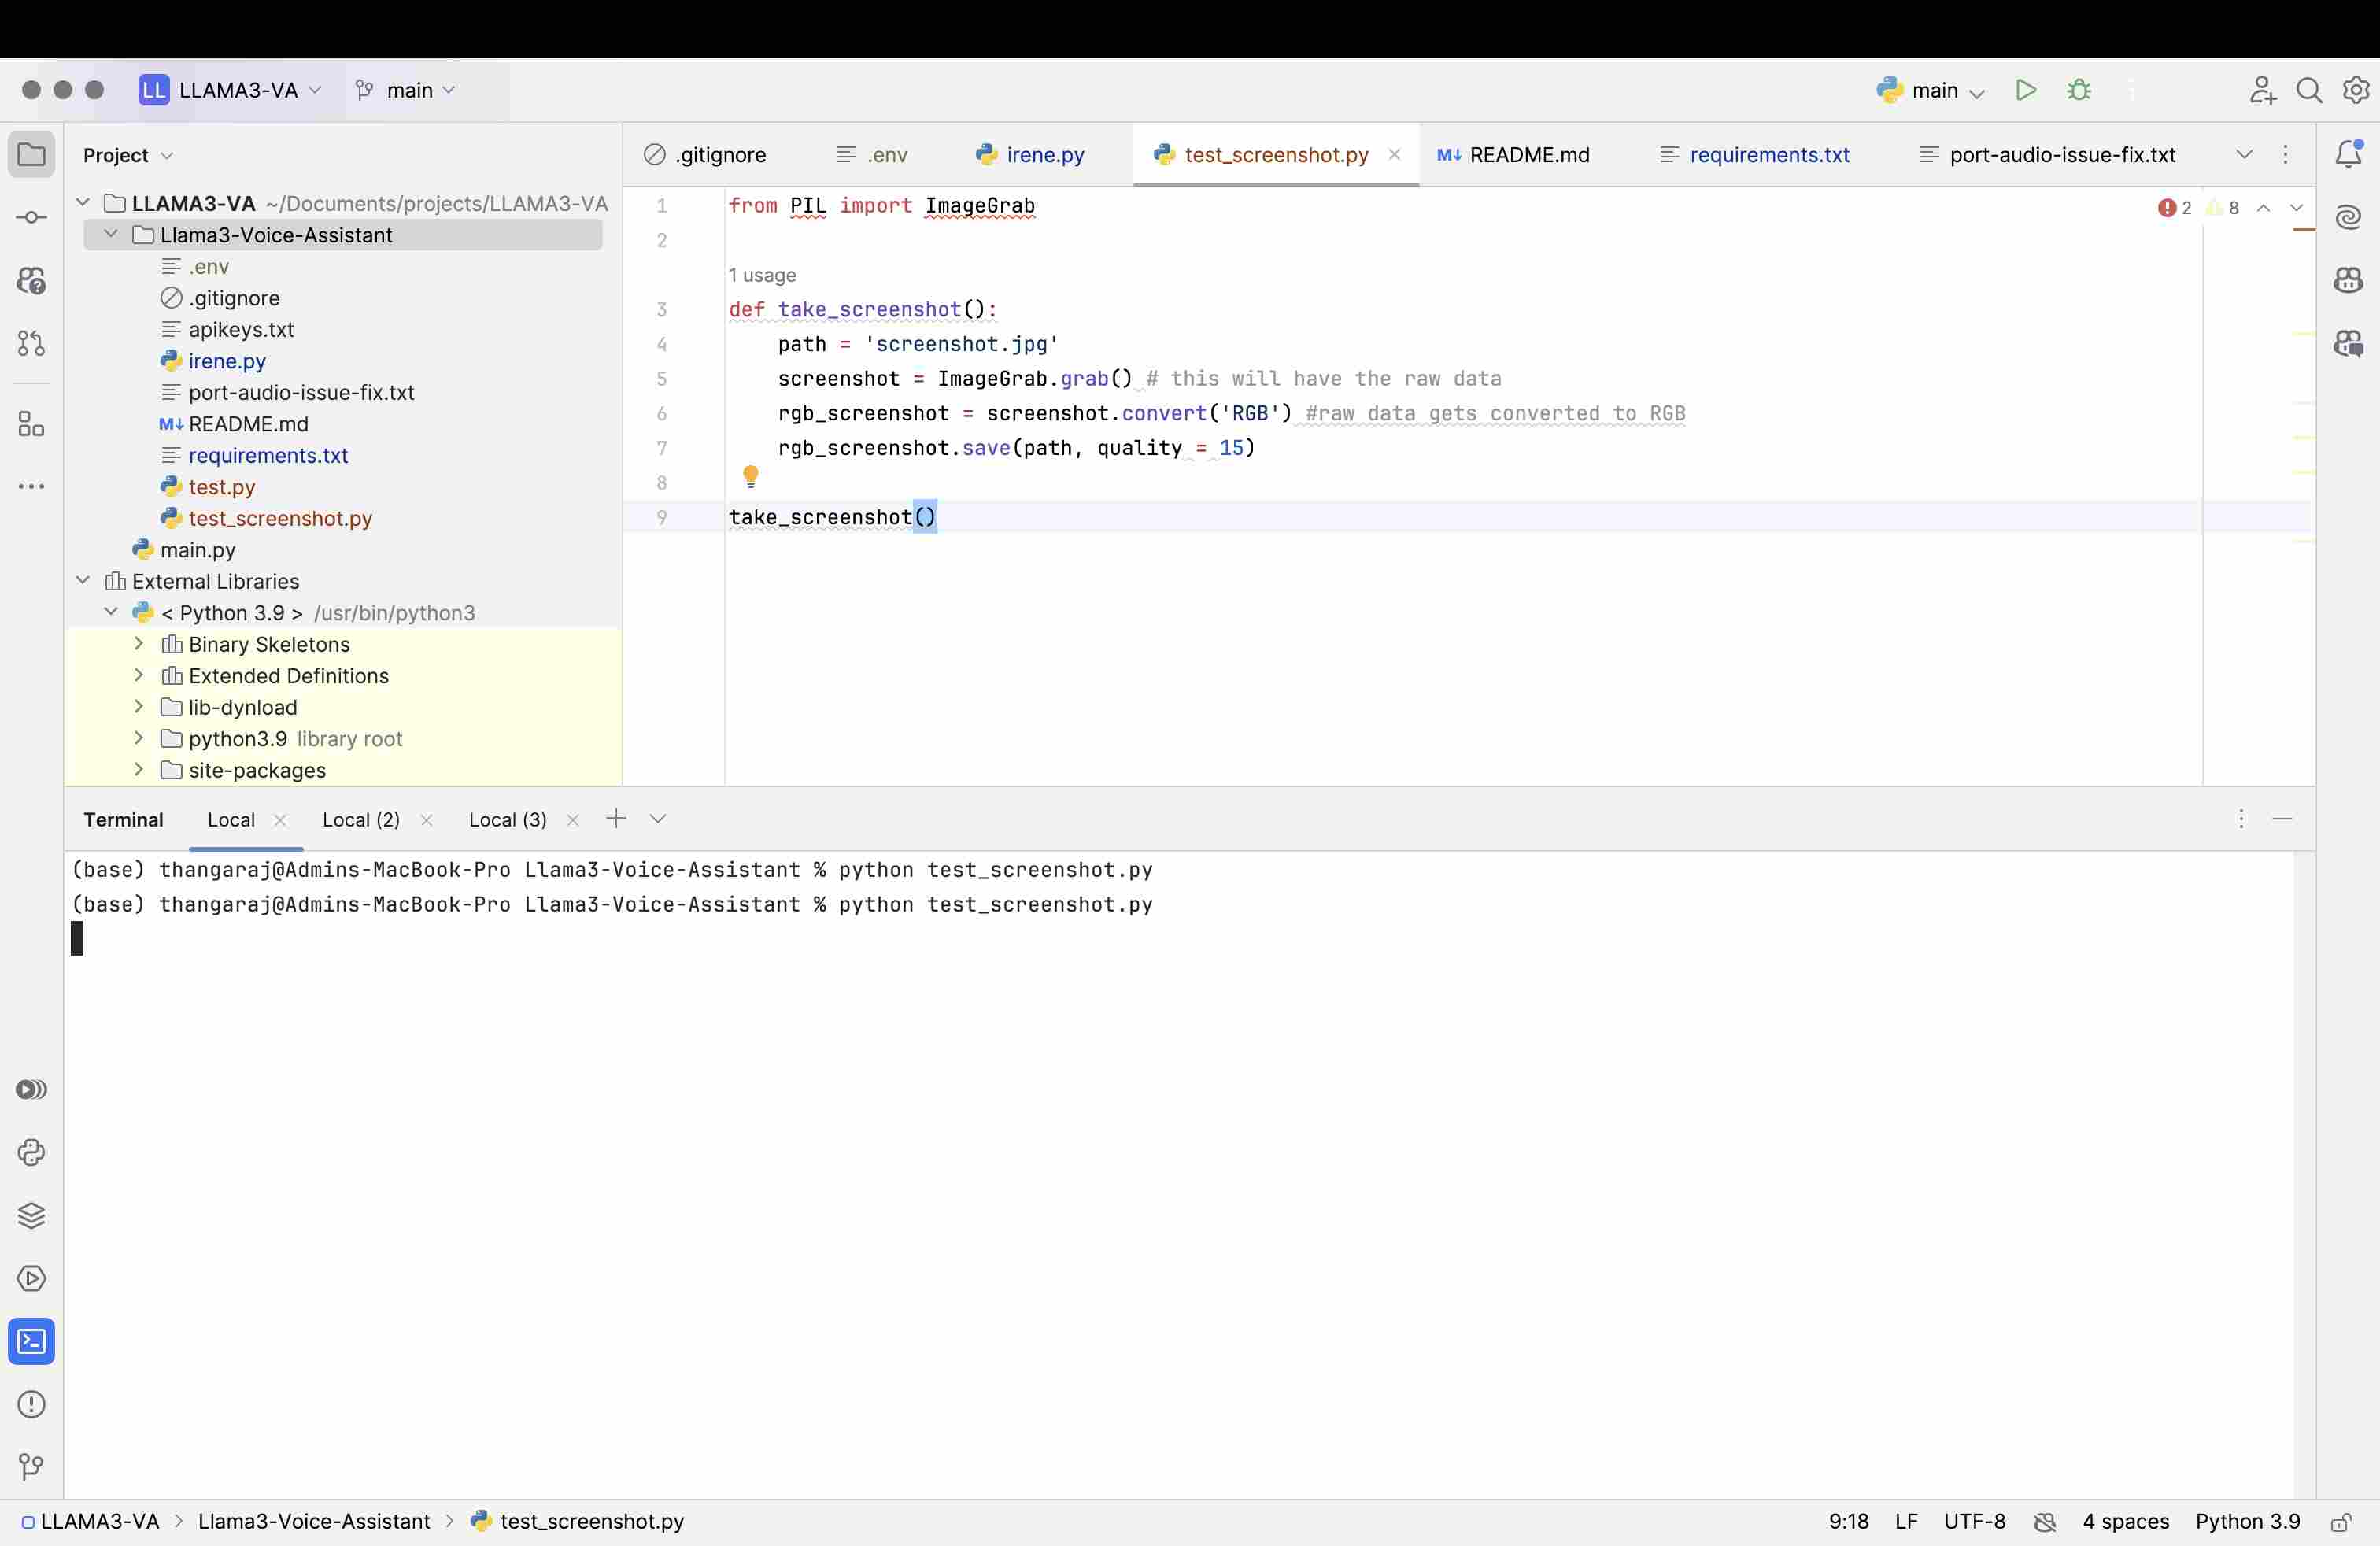 LL LLAMA3-VA main main
Project
LLAMA3-VA ~/Documents/projects/LLAMA3-VA
Llama3-Voice-Assistant
.env
.gitignore
apikeys.txt
irene.py
port-audio-issue-fix.txt
M↓ README.md
requirements.txt
test.py
test_screenshot.py
main.py
External Libraries
< Python 3.9 > /usr/bin/python3
Binary Skeletons
Extended Definitions
lib-dynload
python3.9 library root
site-packages
.gitignore .env irene.py test_screenshot.py M↓ README.md requirements.txt port-audio-issue-fix.txt
2 8
1 from PIL import ImageGrab
2
1 usage
3 def take_screenshot():
4 path = 'screenshot.jpg'
5 screenshot = ImageGrab.grab() # this will have the raw data
6 rgb_screenshot = screenshot.convert('RGB') #raw data gets converted to RGB
7 rgb_screenshot.save(path, quality = 15)
8
9 take_screenshot()
Terminal Local Local (2) Local (3)
(base) thangaraj@Admins-MacBook-Pro Llama3-Voice-Assistant % python test_screenshot.py
(base) thangaraj@Admins-MacBook-Pro Llama3-Voice-Assistant % python test_screenshot.py
LLAMA3-VA > Llama3-Voice-Assistant > test_screenshot.py 9:18 LF UTF-8 4 spaces Python 3.9